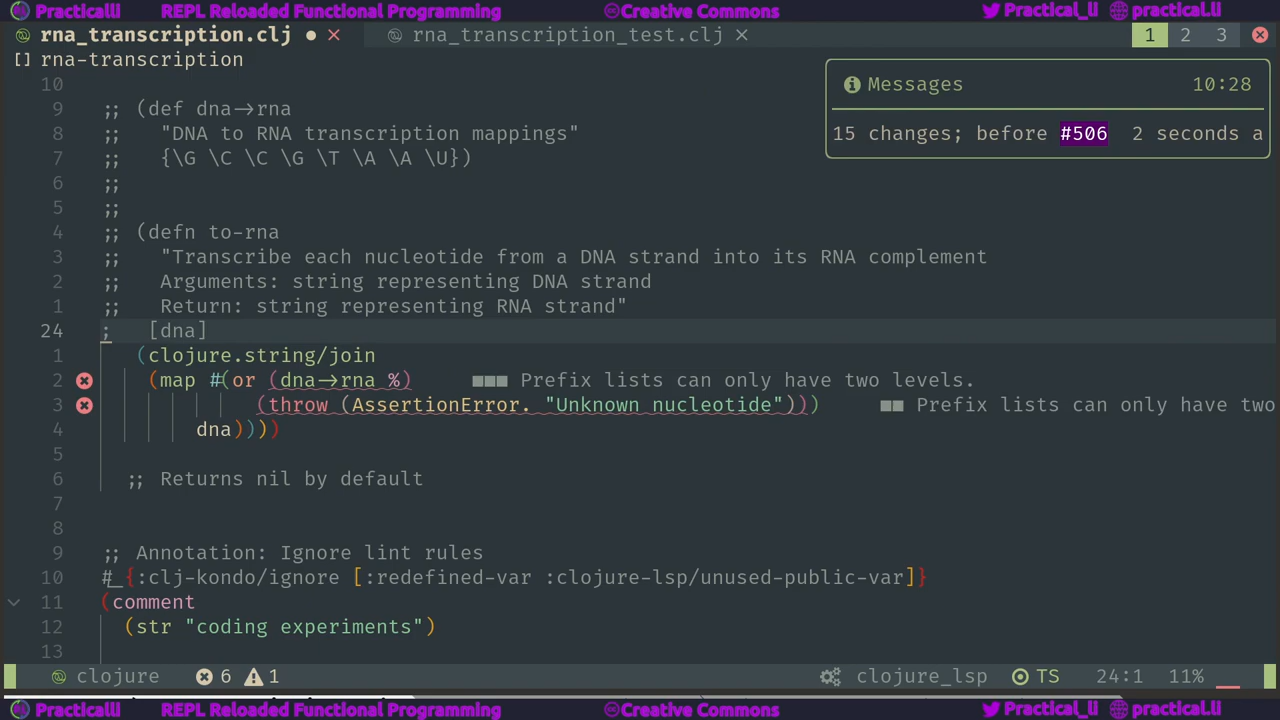 Practicalli REPL Reloaded Functional Programming Creative Commons Practical_li practical.li
rna_transcription.clj ● ✕ rna_transcription_test.clj ✕ 1 2 3
[] rna-transcription
Messages 10:28
15 changes; before #506 2 seconds a
10
9 ;; (def dna->rna
8 ;; "DNA to RNA transcription mappings"
7 ;; {\G \C \C \G \T \A \A \U})
6 ;;
5 ;;
4 ;; (defn to-rna
3 ;; "Transcribe each nucleotide from a DNA strand into its RNA complement
2 ;; Arguments: string representing DNA strand
1 ;; Return: string representing RNA strand"
24 ; [dna]
1 (clojure.string/join
2 (map #(or (dna->rna %) ■■■ Prefix lists can only have two levels.
3 (throw (AssertionError. "Unknown nucleotide"))) ■■ Prefix lists can only have two
4 dna))))
5
6 ;; Returns nil by default
7
8
9 ;; Annotation: Ignore lint rules
10 #_{:clj-kondo/ignore [:redefined-var :clojure-lsp/unused-public-var]}
11 (comment
12 (str "coding experiments")
13
clojure 6 1 clojure_lsp TS 24:1 11%
Practicalli REPL Reloaded Functional Programming Creative Commons Practical_li practical.li